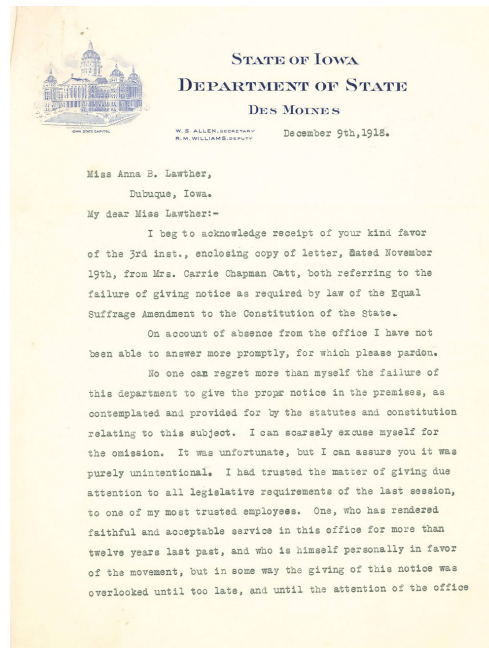 STATE OF IOWA
DEPARTMENT OF STATE
DES MOINES
IOWA STATE CAPITOL
W. S. ALLEN, SECRETARY
R. M. WILLIAMS, DEPUTY
December 9th,1918.
Miss Anna B. Lawther,
Dubuque, Iowa.
My dear Miss Lawther:-
I beg to acknowledge receipt of your kind favor
of the 3rd inst., enclosing copy of letter, dated November
19th, from Mrs. Carrie Chapman Catt, both referring to the
failure of giving notice as required by law of the Equal
Suffrage Amendment to the Constitution of the State.
On account of absence from the office I have not
been able to answer more promptly, for which please pardon.
No one can regret more than myself the failure of
this department to give the propr notice in the premises, as
contemplated and provided for by the statutes and constitution
relating to this subject. I can scarsely excuse myself for
the omission. It was unfortunate, but I can assure you it was
purely unintentional. I had trusted the matter of giving due
attention to all legislative requirements of the last session,
to one of my most trusted employees. One, who has rendered
faithful and acceptable service in this office for more than
twelve years last past, and who is himself personally in favor
of the movement, but in some way the giving of this notice was
overlooked until too late, and until the attention of the office